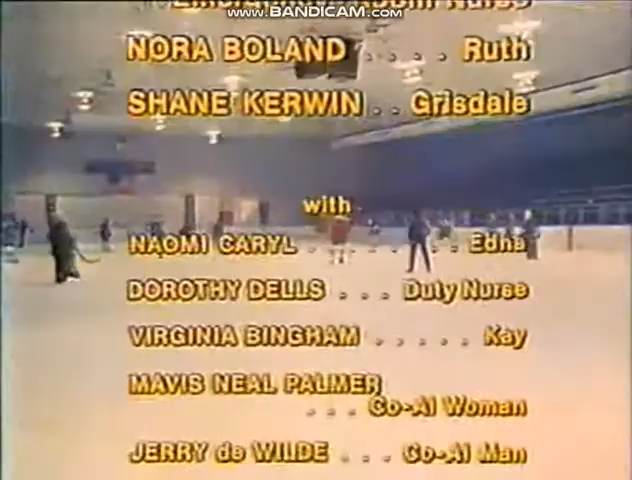 www.BANDICAM.com
NORA BOLAND . . . . Ruth
SHANE KERWIN . . Grisdale
with
NAOMI CARYL . . . . . . . Edna
DOROTHY DELLS . . . Duty Nurse
VIRGINIA BINGHAM . . . . . Kay
MAVIS NEAL PALMER
. . . Co-Al Woman
JERRY de WILDE . . . Co-Al Man